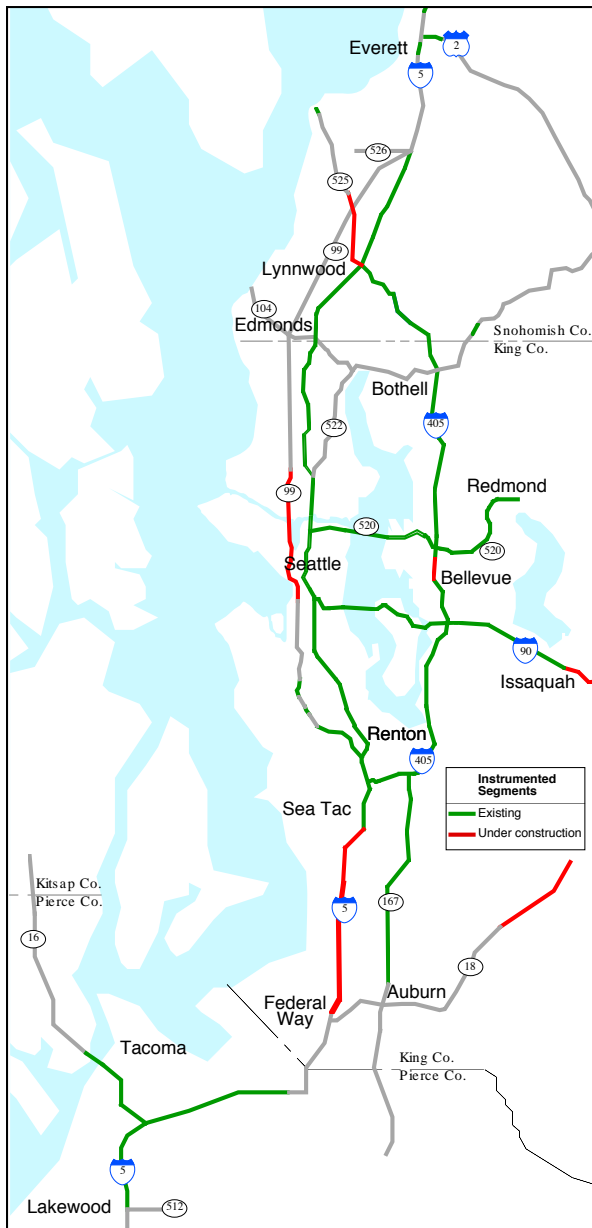 Everett
2
5
526
525
99
Lynnwood
104
Edmonds
Snohomish Co.
King Co.
Bothell
522
405
Redmond
99
520
520
Seattle
Bellevue
90
Issaquah
Renton
405
Instrumented
Segments
Existing
Under construction
Sea Tac
Kitsap Co.
Pierce Co.
167
5
16
18
Auburn
Federal
Way
Tacoma
King Co.
Pierce Co.
5
Lakewood
512